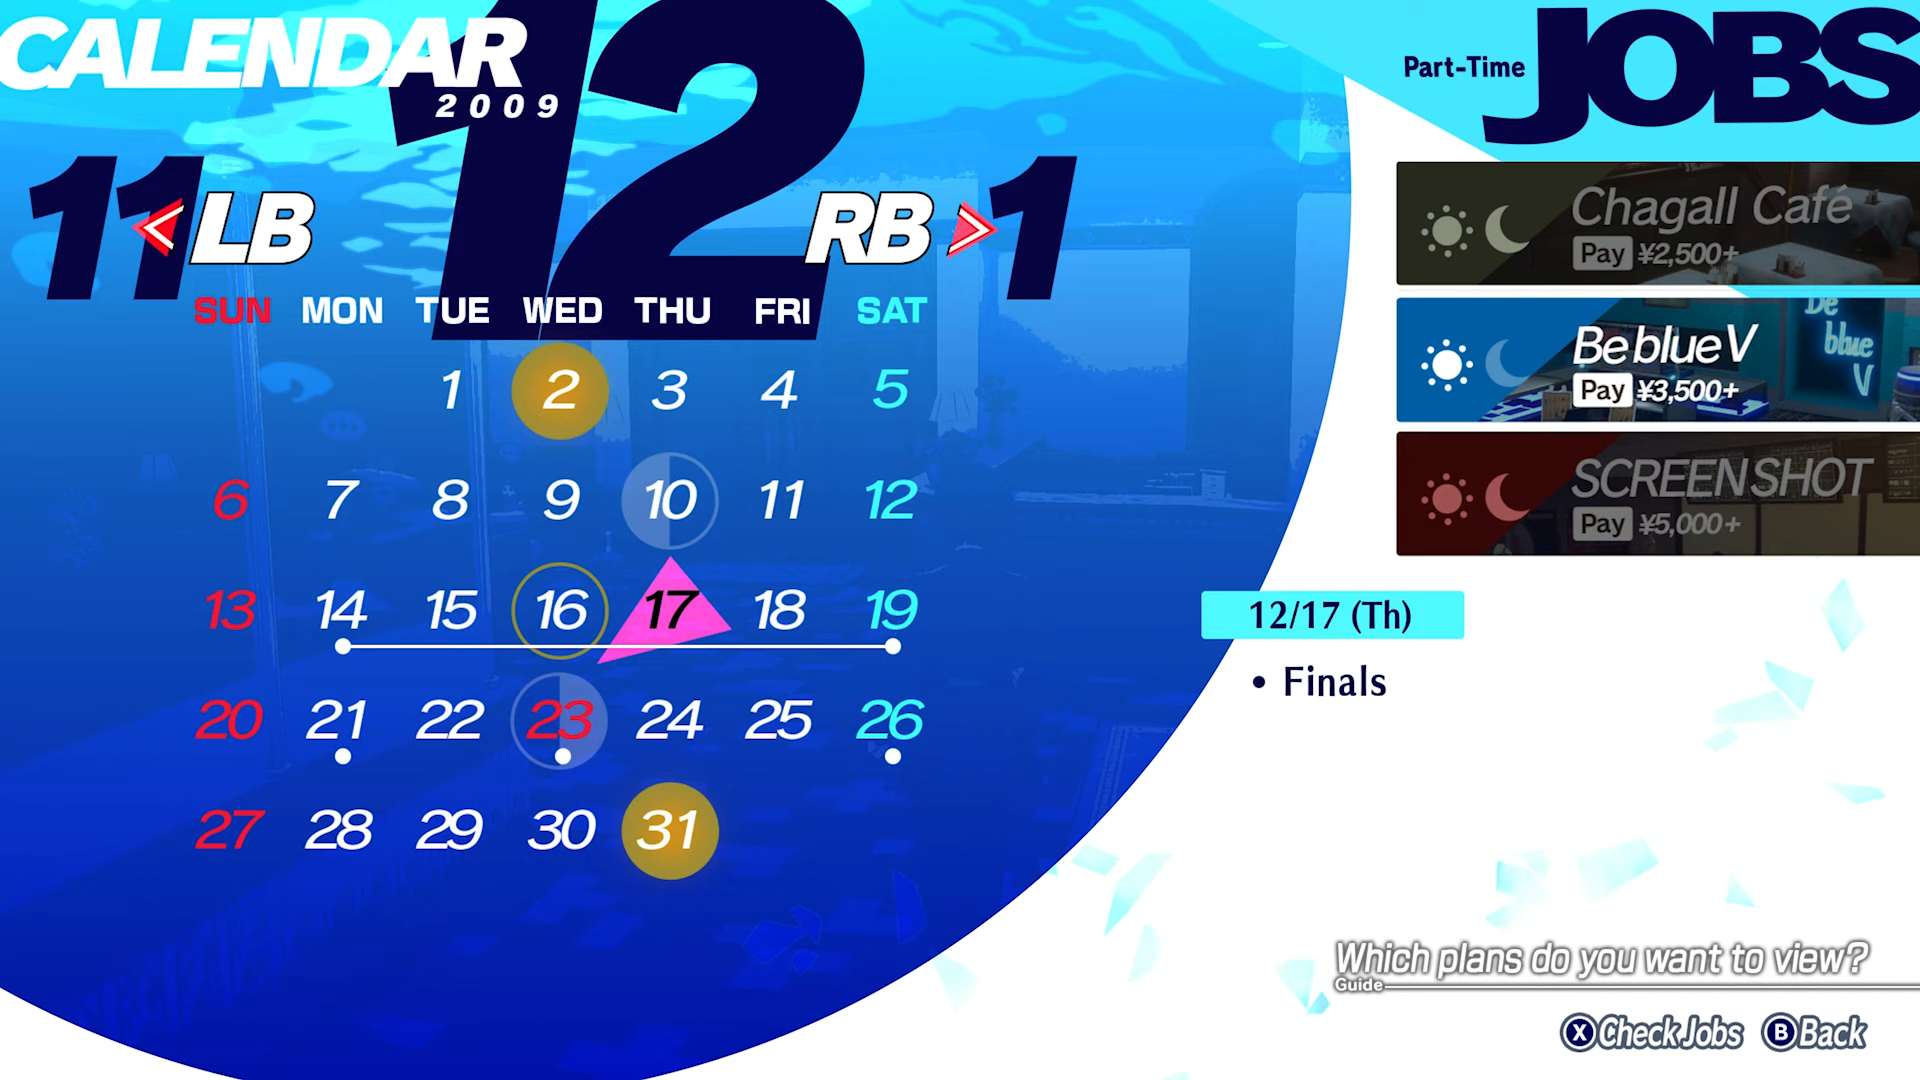 CALENDAR
2009
12
11 LB RB 1
SUN MON TUE WED THU FRI SAT
1 2 3 4 5
6 7 8 9 10 11 12
13 14 15 16 17 18 19
20 21 22 23 24 25 26
27 28 29 30 31
Part-Time JOBS
Chagall Café
Pay ¥2,500+
Be blue V
Pay ¥3,500+
De
blue
V
SCREEN SHOT
Pay ¥5,000+
12/17 (Th)
• Finals
Which plans do you want to view?
Guide
X Check Jobs B Back